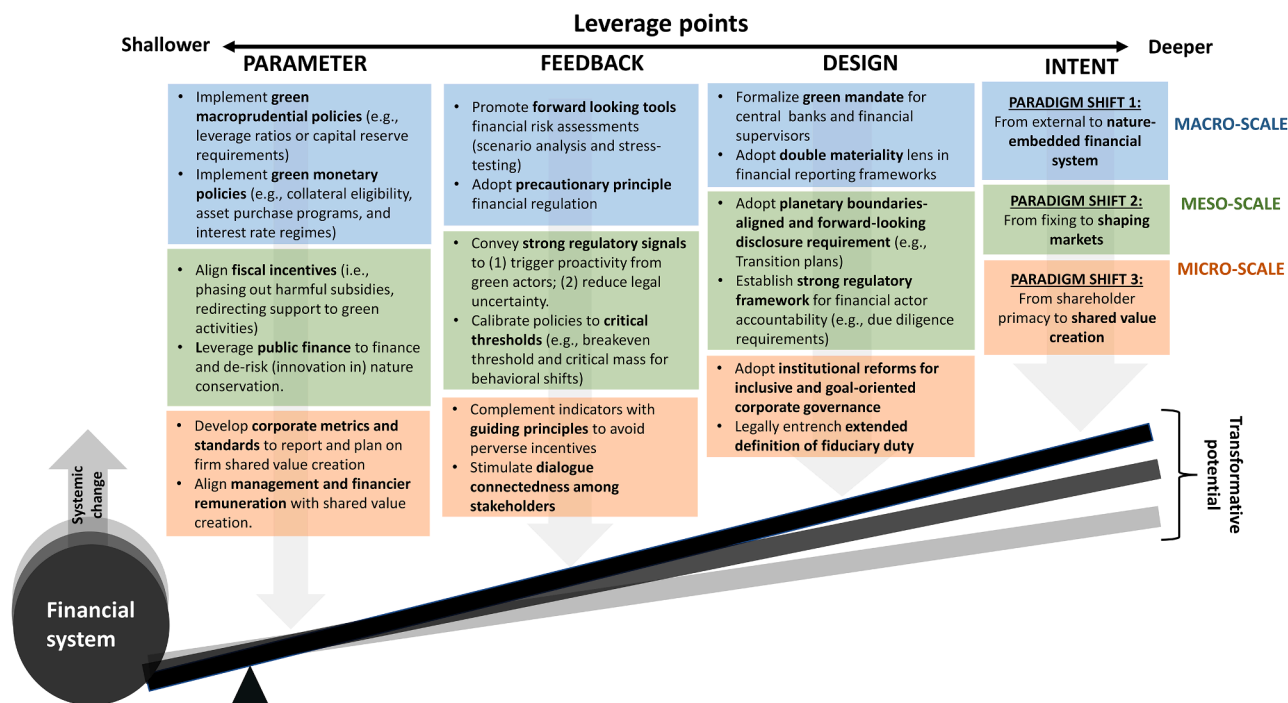 Leverage points
Shallower
Deeper
PARAMETER
FEEDBACK
DESIGN
INTENT
• Implement green
macroprudential policies (e.g.,
leverage ratios or capital reserve
requirements)
• Implement green monetary
policies (e.g., collateral eligibility,
asset purchase programs, and
interest rate regimes)
• Align fiscal incentives (i.e.,
phasing out harmful subsidies,
redirecting support to green
activities)
• Leverage public finance to finance
and de-risk (innovation in) nature
conservation.
• Develop corporate metrics and
standards to report and plan on
firm shared value creation
• Align management and financier
remuneration with shared value
creation.
• Promote forward looking tools
financial risk assessments
(scenario analysis and stress-
testing)
• Adopt precautionary principle
financial regulation
• Convey strong regulatory signals
to (1) trigger proactivity from
green actors; (2) reduce legal
uncertainty.
• Calibrate policies to critical
thresholds (e.g., breakeven
threshold and critical mass for
behavioral shifts)
• Complement indicators with
guiding principles to avoid
perverse incentives
• Stimulate dialogue
connectedness among
stakeholders
• Formalize green mandate for
central banks and financial
supervisors
• Adopt double materiality lens in
financial reporting frameworks
• Adopt planetary boundaries-
aligned and forward-looking
disclosure requirement (e.g.,
Transition plans)
• Establish strong regulatory
framework for financial actor
accountability (e.g., due diligence
requirements)
• Adopt institutional reforms for
inclusive and goal-oriented
corporate governance
• Legally entrench extended
definition of fiduciary duty
PARADIGM SHIFT 1:
From external to nature-
embedded financial
system
PARADIGM SHIFT 2:
From fixing to shaping
markets
PARADIGM SHIFT 3:
From shareholder
primacy to shared value
creation
MACRO-SCALE
MESO-SCALE
MICRO-SCALE
Systemic
change
Financial
system
Transformative
potential